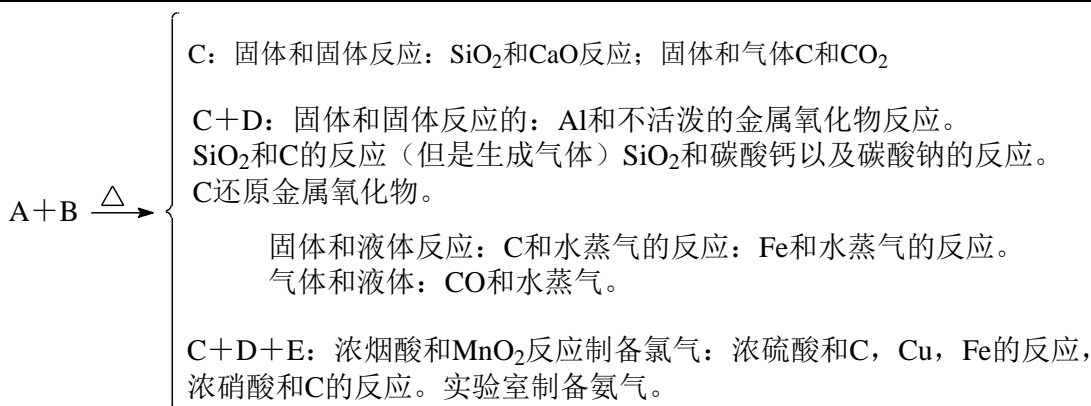 C：固体和固体反应：SiO₂和CaO反应；固体和气体C和CO₂
C＋D：固体和固体反应的：Al和不活泼的金属氧化物反应。
SiO₂和C的反应（但是生成气体）SiO₂和碳酸钙以及碳酸钠的反应。
C还原金属氧化物。
A＋B △
固体和液体反应：C和水蒸气的反应：Fe和水蒸气的反应。
气体和液体：CO和水蒸气。
C＋D＋E：浓烟酸和MnO₂反应制备氯气：浓硫酸和C，Cu，Fe的反应，
浓硝酸和C的反应。实验室制备氨气。